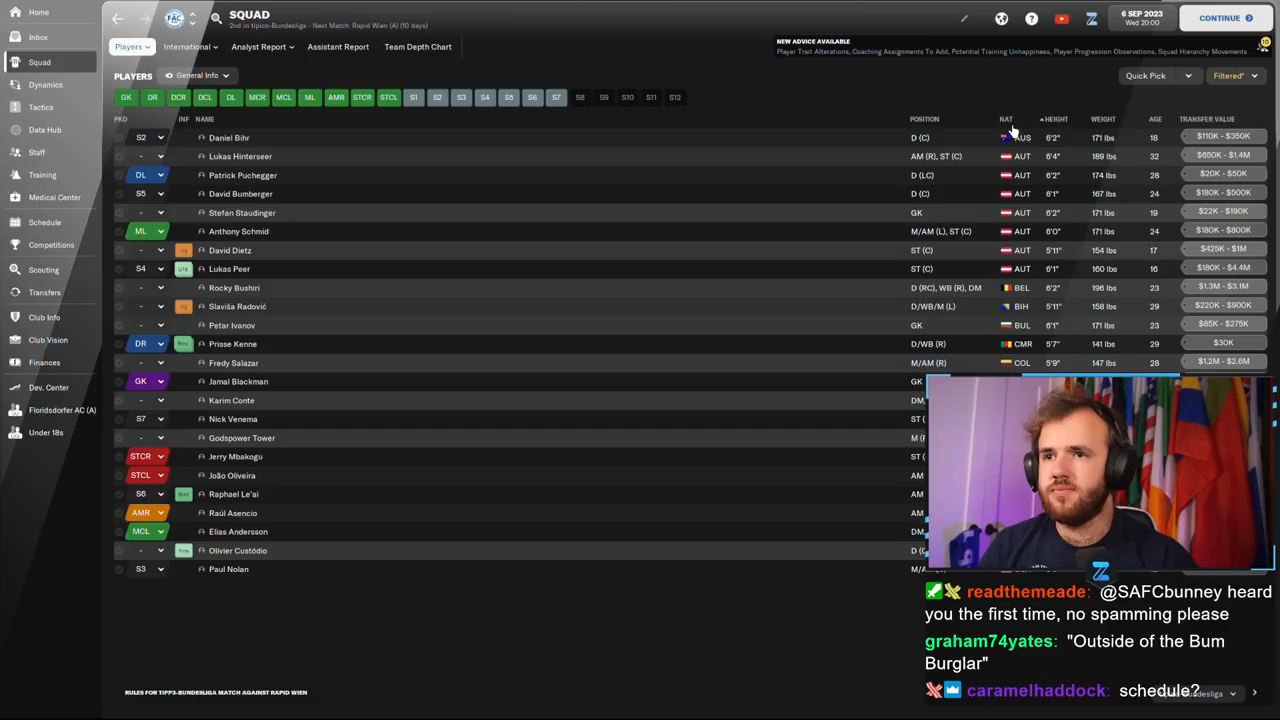 Home
SQUAD
2nd in tipico-Bundesliga - Next Match: Rapid Wien (A) (10 days)
6 SEP 2023
Wed 20:00
CONTINUE
Inbox
Squad
Players
International
Analyst Report
Assistant Report
Team Depth Chart
NEW ADVICE AVAILABLE
Player Trait Alterations, Coaching Assignments To Add, Potential Training Unhappiness, Player Progression Observations, Squad Hierarchy Movements
10
Dynamics
PLAYERS
General Info
Quick Pick
Filtered*
Tactics
GK DR DCR DCL DL MCR MCL ML AMR STCR STCL S1 S2 S3 S4 S5 S6 S7 S8 S9 S10 S11 S12
Data Hub
PKD INF NAME POSITION NAT HEIGHT WEIGHT AGE TRANSFER VALUE
Staff
S2 Daniel Bihr D (C) AUS 6'2" 171 lbs 18 $110K - $350K
Training
- Lukas Hinterseer AM (R), ST (C) AUT 6'4" 189 lbs 32 $650K - $1.4M
DL Patrick Puchegger D (LC) AUT 6'2" 174 lbs 28 $20K - $50K
Medical Center
S5 David Bumberger D (C) AUT 6'1" 167 lbs 24 $180K - $500K
Schedule
- Stefan Staudinger GK AUT 6'2" 171 lbs 19 $22K - $190K
Competitions
ML Anthony Schmid M/AM (L), ST (C) AUT 6'0" 171 lbs 24 $180K - $800K
- Inj David Dietz ST (C) AUT 5'11" 154 lbs 17 $425K - $1M
Scouting
S4 U19 Lukas Peer ST (C) AUT 6'1" 160 lbs 16 $180K - $4.4M
Transfers
- Rocky Bushiri D (RC), WB (R), DM BEL 6'2" 196 lbs 23 $1.3M - $3.1M
Club Info
- Inj Slaviša Radović D/WB/M (L) BIH 5'11" 158 lbs 29 $220K - $900K
Club Vision
- Petar Ivanov GK BUL 6'1" 171 lbs 23 $85K - $275K
Finances
DR Req Prisse Kenne D/WB (R) CMR 5'7" 141 lbs 29 $30K
- Fredy Salazar M/AM (R) COL 5'9" 147 lbs 28 $1.2M - $2.6M
Dev. Center
GK Jamal Blackman GK
Floridsdorfer AC (A)
- Karim Conte DM,
Under 18s
S7 Nick Venema ST (
- Godspower Tower M (
STCR Jerry Mbakogu ST (
STCL João Oliveira AM
S6 Wnt Raphael Le'ai AM
AMR Raúl Asencio AM
MCL Elias Andersson DM
- Olivier Custódio D (
S3 Paul Nolan M/A
RULES FOR TIPP3-BUNDESLIGA MATCH AGAINST RAPID WIEN
readthemeade: @SAFCbunney heard
you the first time, no spamming please
graham74yates: "Outside of the Bum
Burglar"
caramelhaddock: schedule?